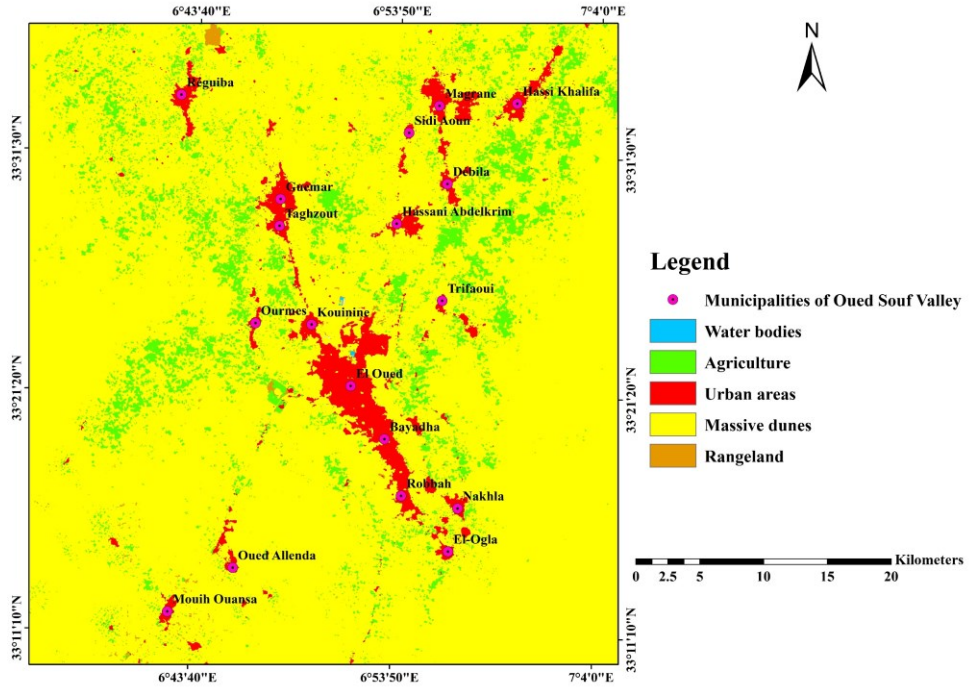 6°43'40"E
6°53'50"E
7°4'0"E
N
Reguiba
Magrane
Hassi Khalifa
Sidi Aoun
33°31'30"N
33°31'30"N
Debila
Guemar
Taghzout
Hassani Abdelkrim
Trifaoui
Ourmes
Kouinine
El Oued
33°21'20"N
33°21'20"N
Bayadha
Robbah
Nakhla
El-Ogla
Oued Allenda
Mouih Ouansa
33°11'10"N
33°11'10"N
6°43'40"E
6°53'50"E
7°4'0"E
Legend
Municipalities of Oued Souf Valley
Water bodies
Agriculture
Urban areas
Massive dunes
Rangeland
Kilometers
0 2.5 5 10 15 20